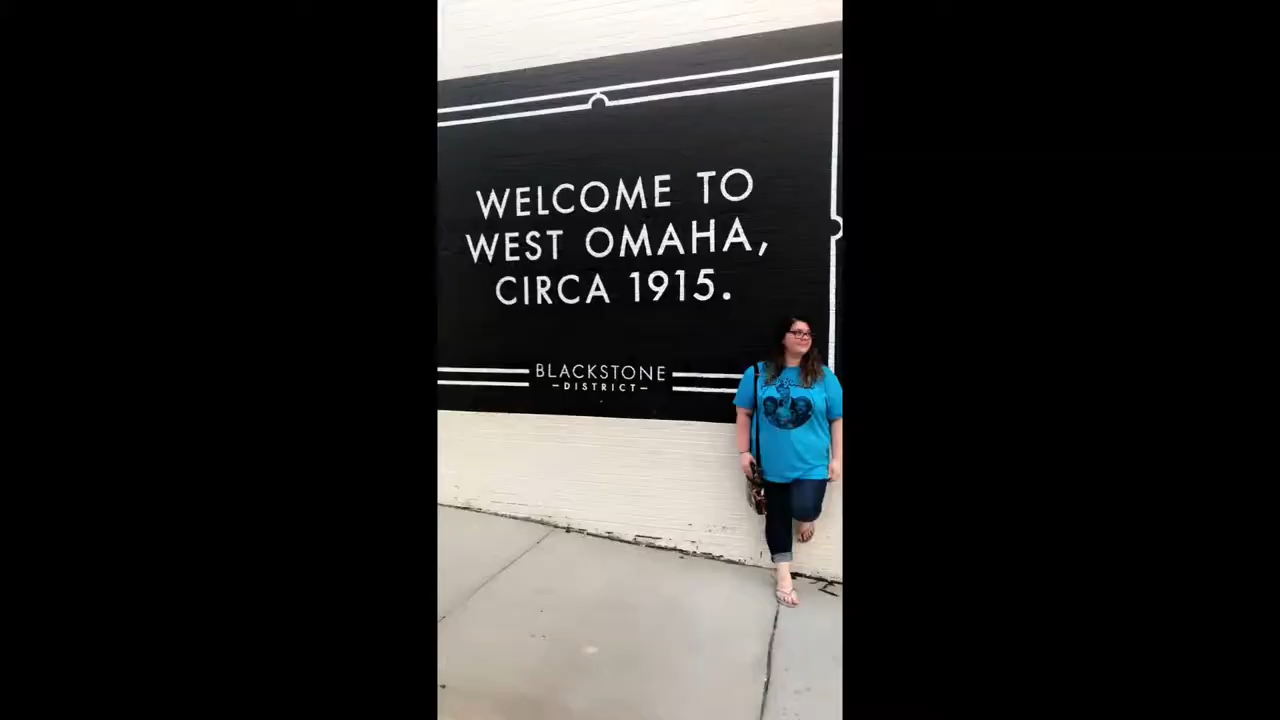 WELCOME TO
WEST OMAHA,
CIRCA 1915.
BLACKSTONE
–DISTRICT–